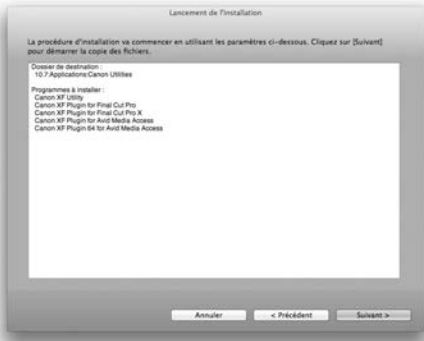 Lancement de l'installation
La procédure d'installation va commencer en utilisant les paramètres ci-dessous. Cliquez sur [Suivant]
pour démarrer la copie des fichiers.
Dossier de destination :
10.7:Applications:Canon Utilities
Programmes à installer :
Canon XF Utility
Canon XF Plugin for Final Cut Pro
Canon XF Plugin for Final Cut Pro X
Canon XF Plugin for Avid Media Access
Canon XF Plugin 64 for Avid Media Access
Annuler < Précédent Suivant >